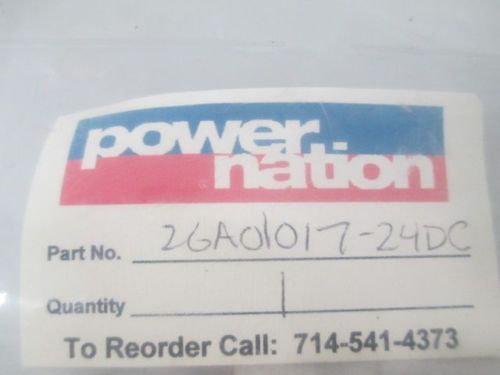 power
nation
Part No. 26A01017-24DC
Quantity 1
To Reorder Call: 714-541-4373